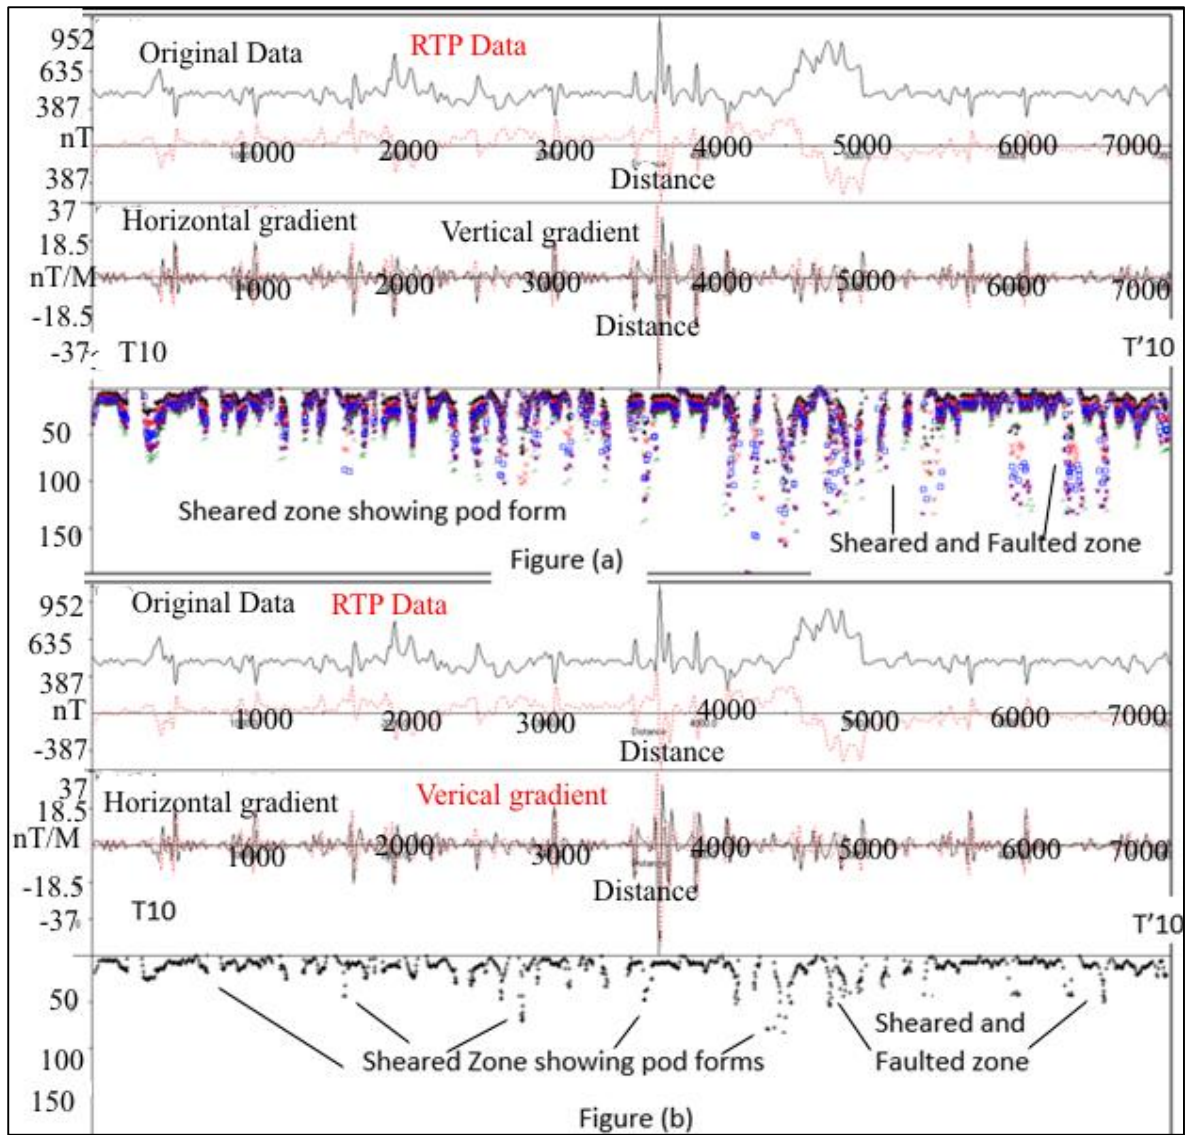 952
Original Data RTP Data
635
387
nT
1000 2000 3000 4000 5000 6000 7000
387
Distance
37
Horizontal gradient Vertical gradient
18.5
nT/M
1000 2000 3000 4000 5000 6000 7000
-18.5
Distance
-37
T10 T'10
50
100
Sheared zone showing pod form
150
Sheared and Faulted zone
Figure (a)
952
Original Data RTP Data
635
387
nT
1000 2000 3000 4000 5000 6000 7000
-387
Distance
37
Horizontal gradient Verical gradient
18.5
nT/M
1000 2000 3000 4000 5000 6000 7000
-18.5
Distance
-37
T10 T'10
50
Sheared and
100
Sheared Zone showing pod forms Faulted zone
150
Figure (b)